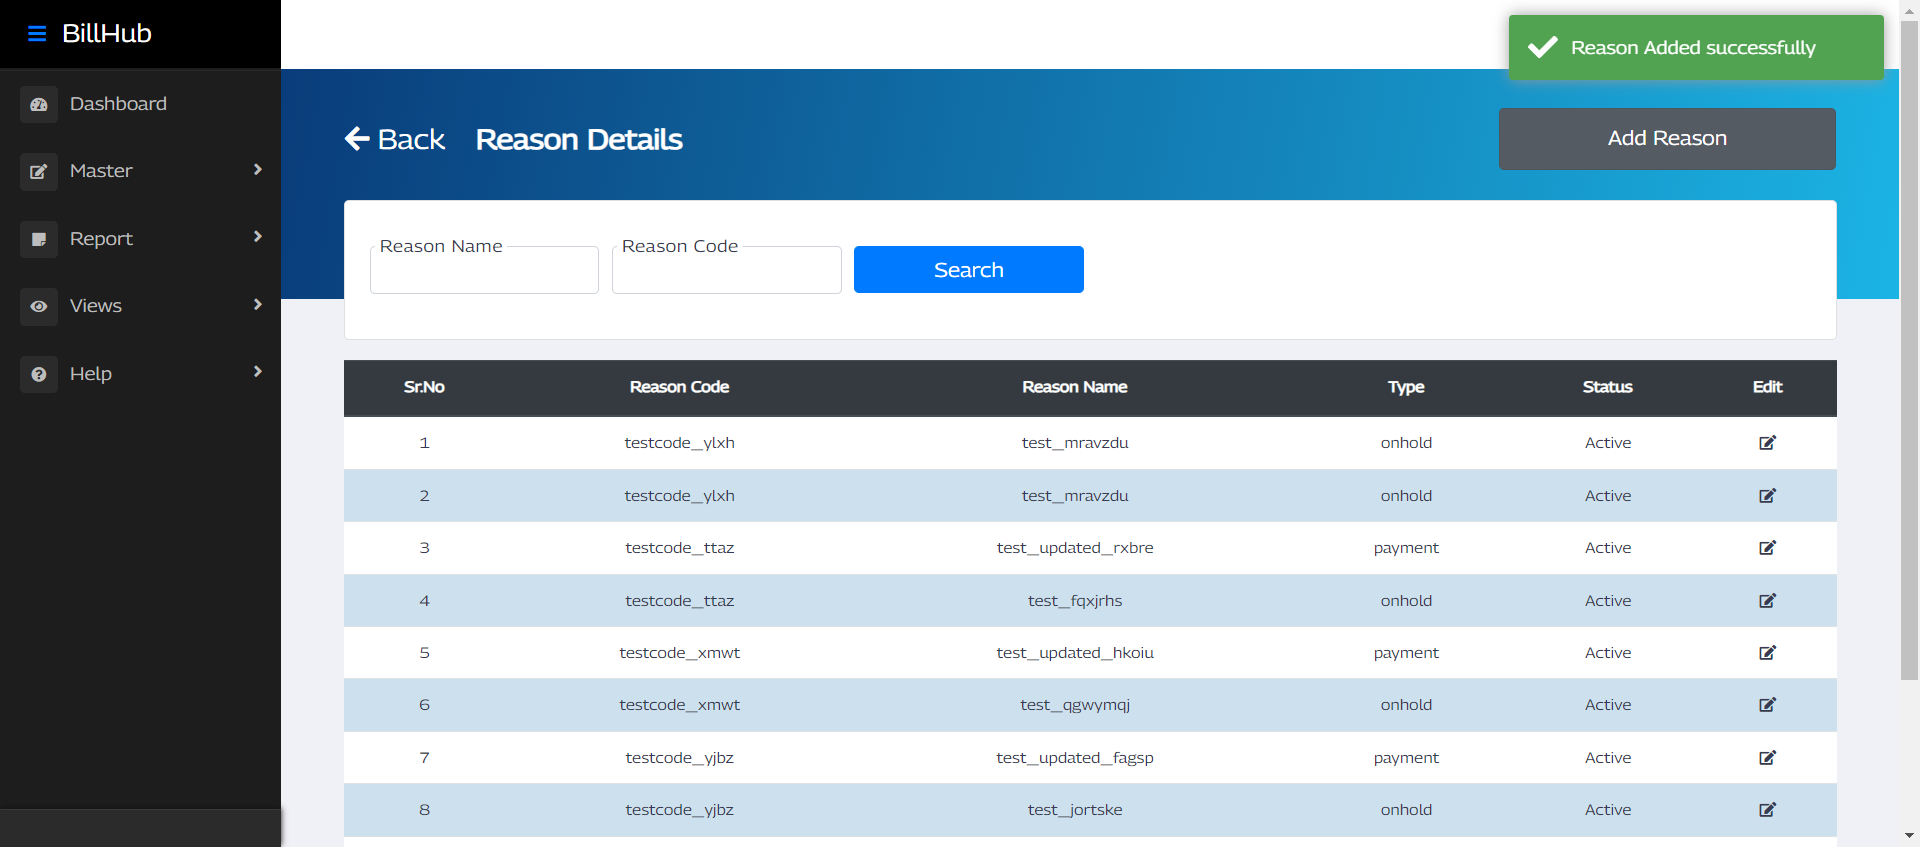 BillHub
Reason Added successfully
Dashboard
Master
Report
Views
Help
Back Reason Details
Add Reason
Reason Name Reason Code
Search
Sr.No Reason Code Reason Name Type Status Edit
1 testcode_ylxh test_mravzdu onhold Active
2 testcode_ylxh test_mravzdu onhold Active
3 testcode_ttaz test_updated_rxbre payment Active
4 testcode_ttaz test_fqxjrhs onhold Active
5 testcode_xmwt test_updated_hkoiu payment Active
6 testcode_xmwt test_qgwymqj onhold Active
7 testcode_yjbz test_updated_fagsp payment Active
8 testcode_yjbz test_jortske onhold Active